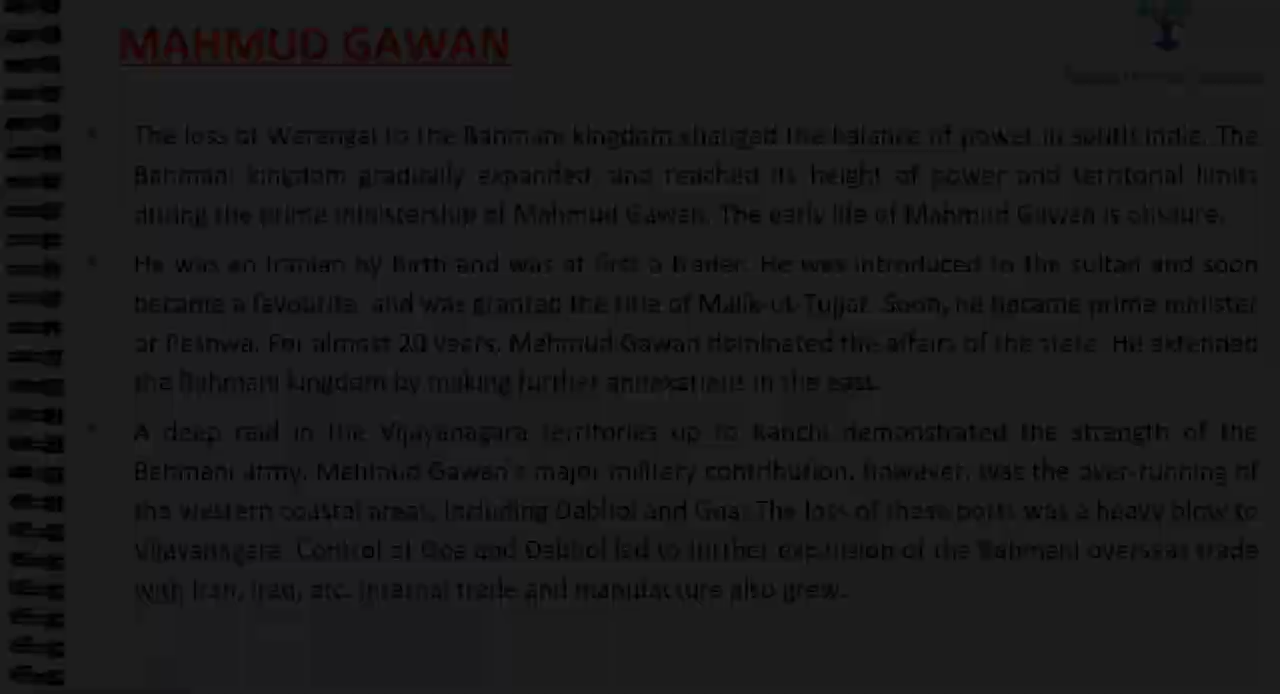 MAHMUD GAWAN
The loss of Warangal to the Bahmani kingdom changed the balance of power in south India. The
Bahmani kingdom gradually expanded, and reached its height of power and territorial limits
during the prime ministership of Mahmud Gawan. The early life of Mahmud Gawan is obscure.
He was an Iranian by birth and was at first a trader. He was introduced to the sultan and soon
became a favourite, and was granted the title of Malik-ut-Tujjar. Soon, he became prime minister
or Peshwa. For almost 20 years, Mahmud Gawan dominated the affairs of the state. He extended
the Bahmani kingdom by making further annexations in the east.
A deep raid in the Vijayanagara territories up to Kanchi demonstrated the strength of the
Bahmani army. Mahmud Gawan's major military contribution, however, was the over-running of
the western coastal areas, including Dabhol and Goa. The loss of these ports was a heavy blow to
Vijayanagara. Control of Goa and Dabhol led to further expansion of the Bahmani overseas trade
with Iran, Iraq, etc. Internal trade and manufacture also grew.